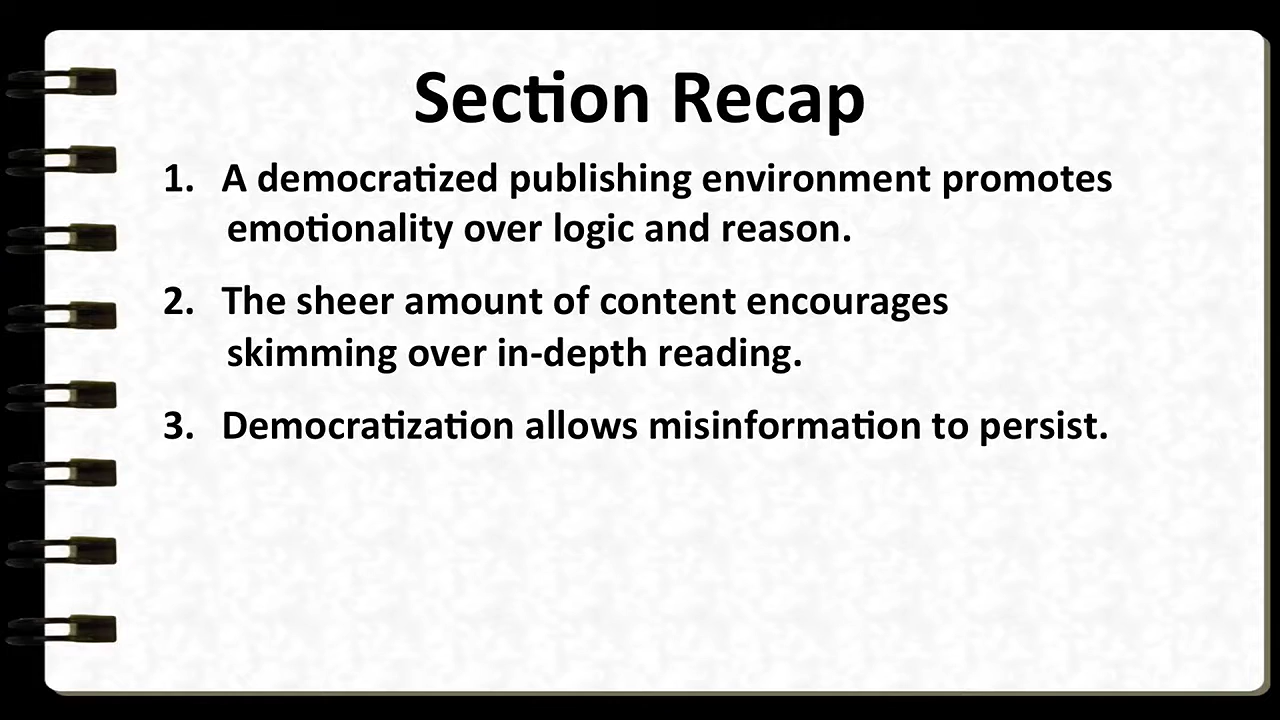 Section Recap
1. A democratized publishing environment promotes
emotionality over logic and reason.
2. The sheer amount of content encourages
skimming over in-depth reading.
3. Democratization allows misinformation to persist.